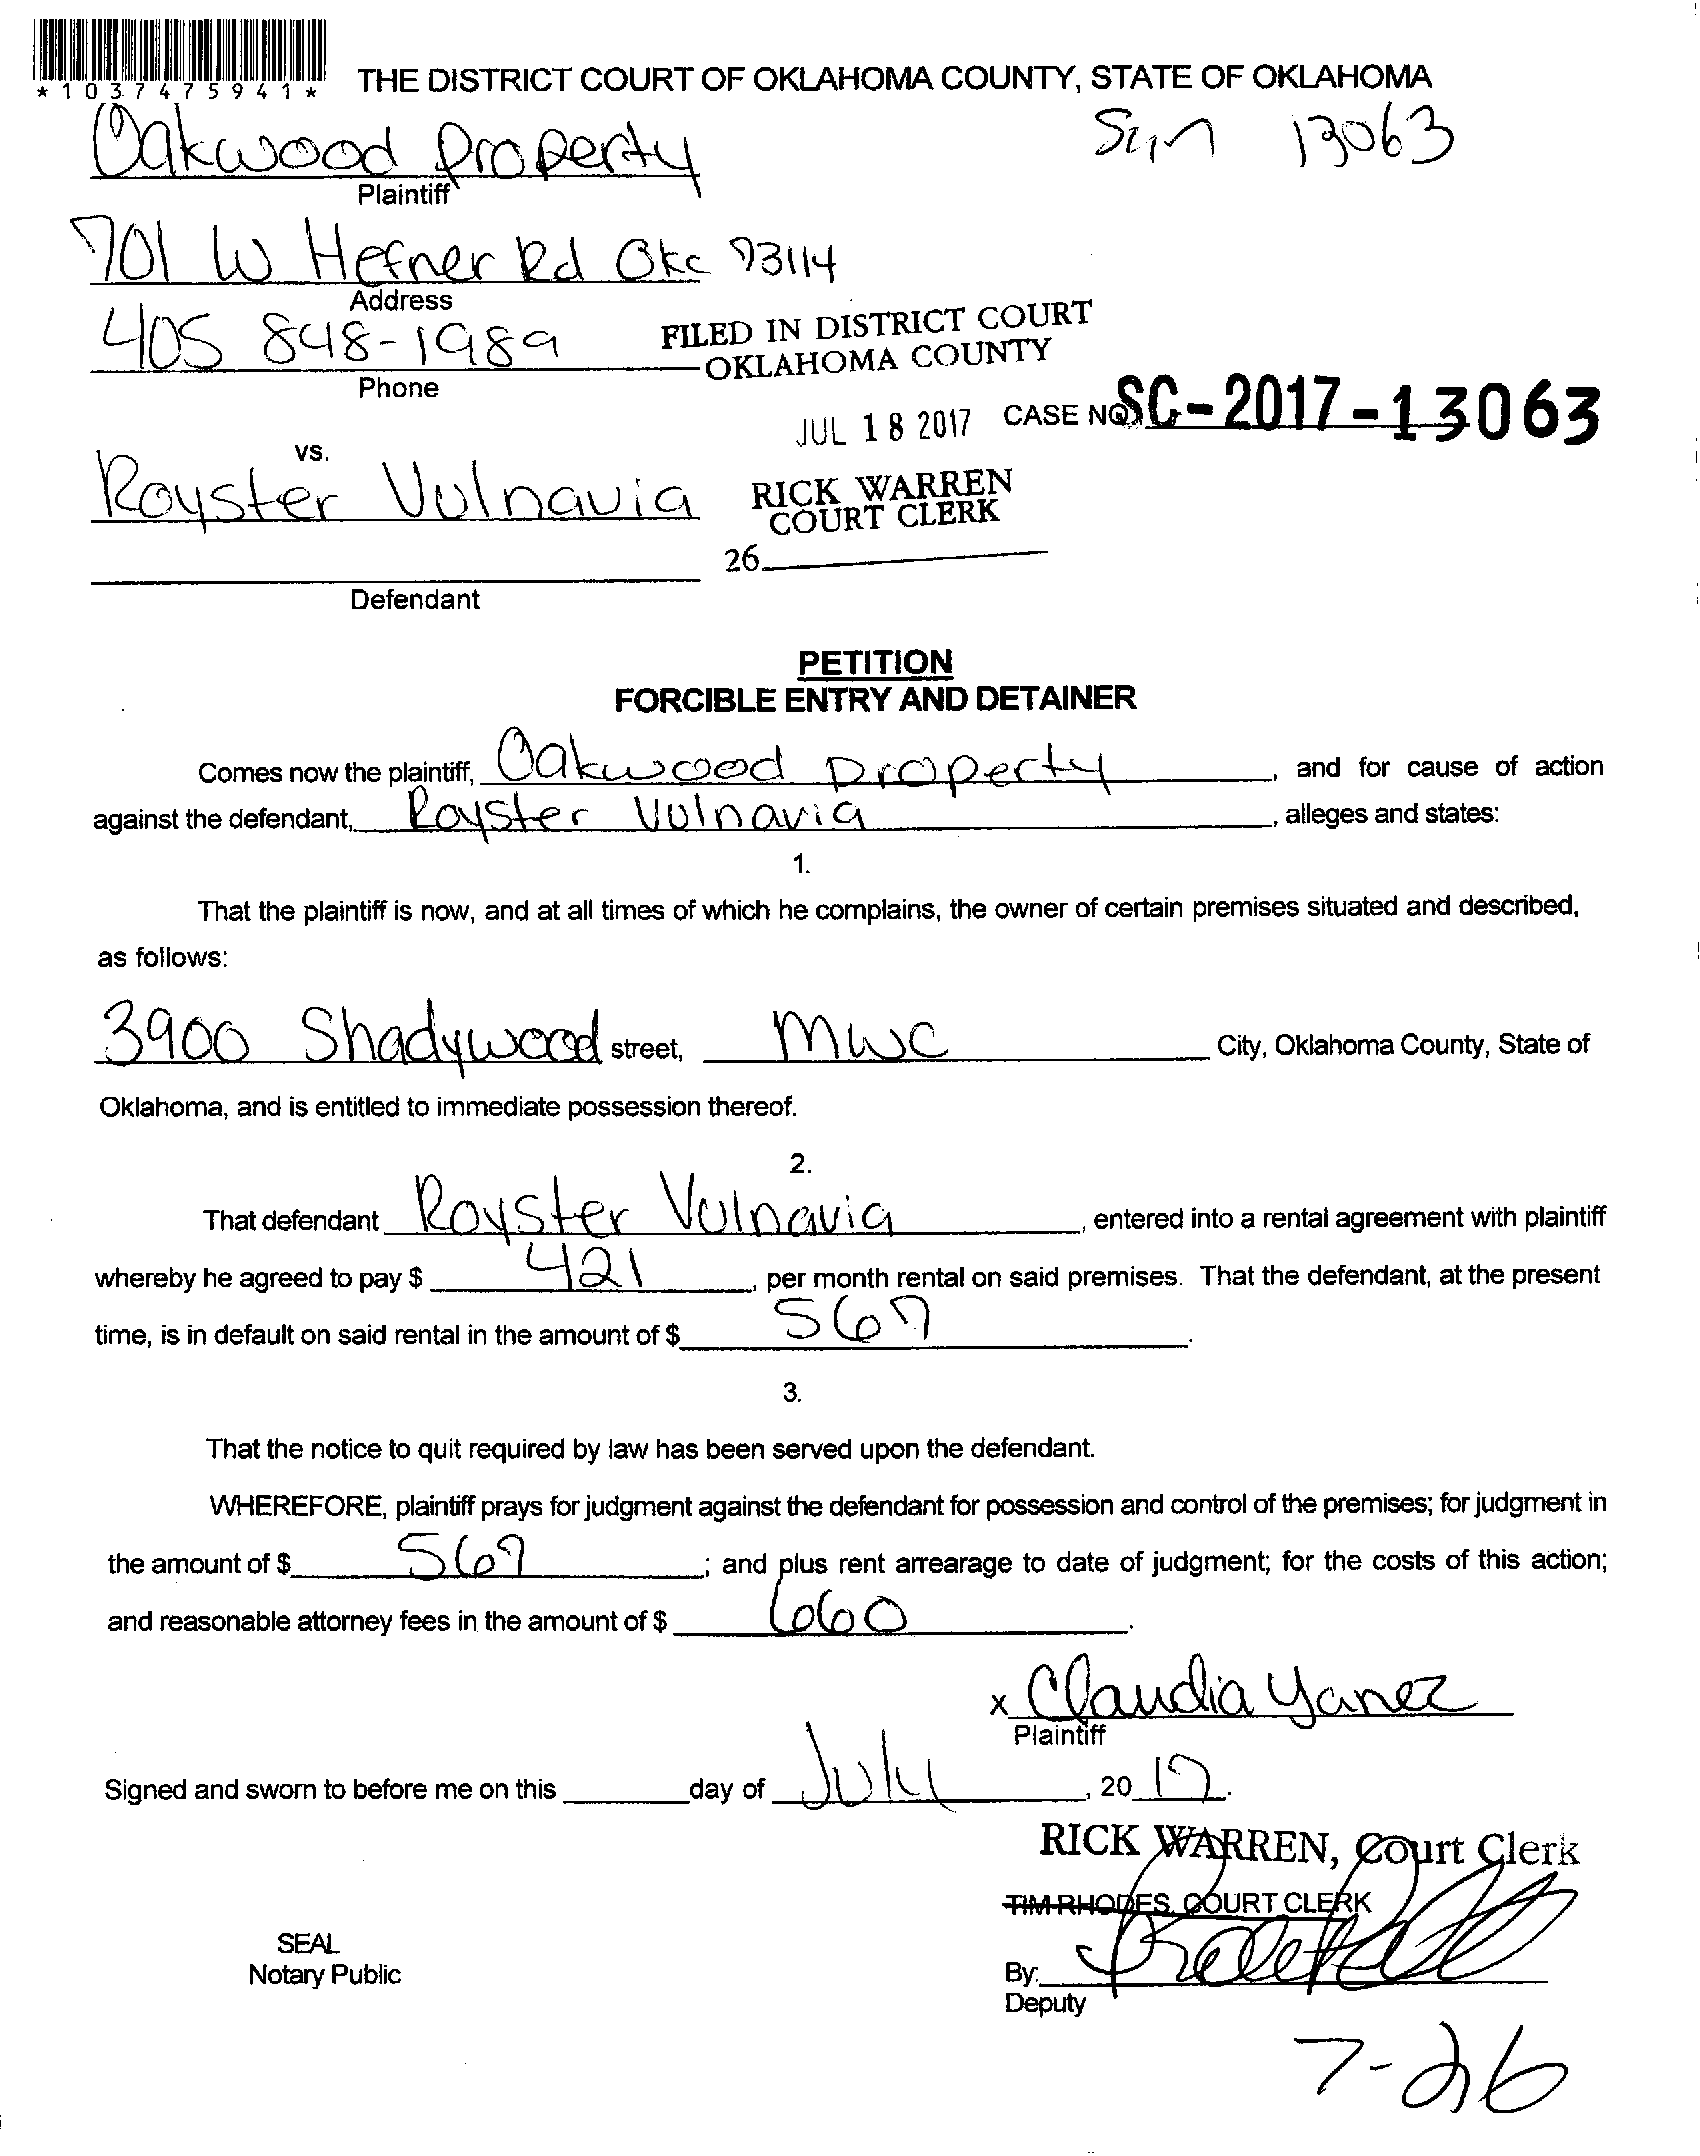 *1037475941*
THE DISTRICT COURT OF OKLAHOMA COUNTY, STATE OF OKLAHOMA
Oakwood Property
13063
Plaintiff
701 W Hefner Rd Okc 73114
Address
405 848-1989
FILED IN DISTRICT COURT
OKLAHOMA COUNTY
Phone
JUL 18 2017 CASE NO. SC-2017-13063
vs.
Royster Vulnavia
RICK WARREN
COURT CLERK
26
Defendant
PETITION
FORCIBLE ENTRY AND DETAINER
Comes now the plaintiff, Oakwood Property, and for cause of action
against the defendant, Royster Vulnavia, alleges and states:
1.
That the plaintiff is now, and at all times of which he complains, the owner of certain premises situated and described,
as follows:
3900 Shadywood street, MWC City, Oklahoma County, State of
Oklahoma, and is entitled to immediate possession thereof.
2.
That defendant Royster Vulnavia, entered into a rental agreement with plaintiff
whereby he agreed to pay $ 421, per month rental on said premises. That the defendant, at the present
time, is in default on said rental in the amount of $ 567.
3.
That the notice to quit required by law has been served upon the defendant.
WHEREFORE, plaintiff prays for judgment against the defendant for possession and control of the premises; for judgment in
the amount of $ 567; and plus rent arrearage to date of judgment; for the costs of this action;
and reasonable attorney fees in the amount of $ 660.
x Claudia Yanez
Plaintiff
Signed and sworn to before me on this ______ day of July, 20 17.
RICK WARREN, Court Clerk
TIM RHODES, COURT CLERK
SEAL
Notary Public
By:
Deputy
7-26